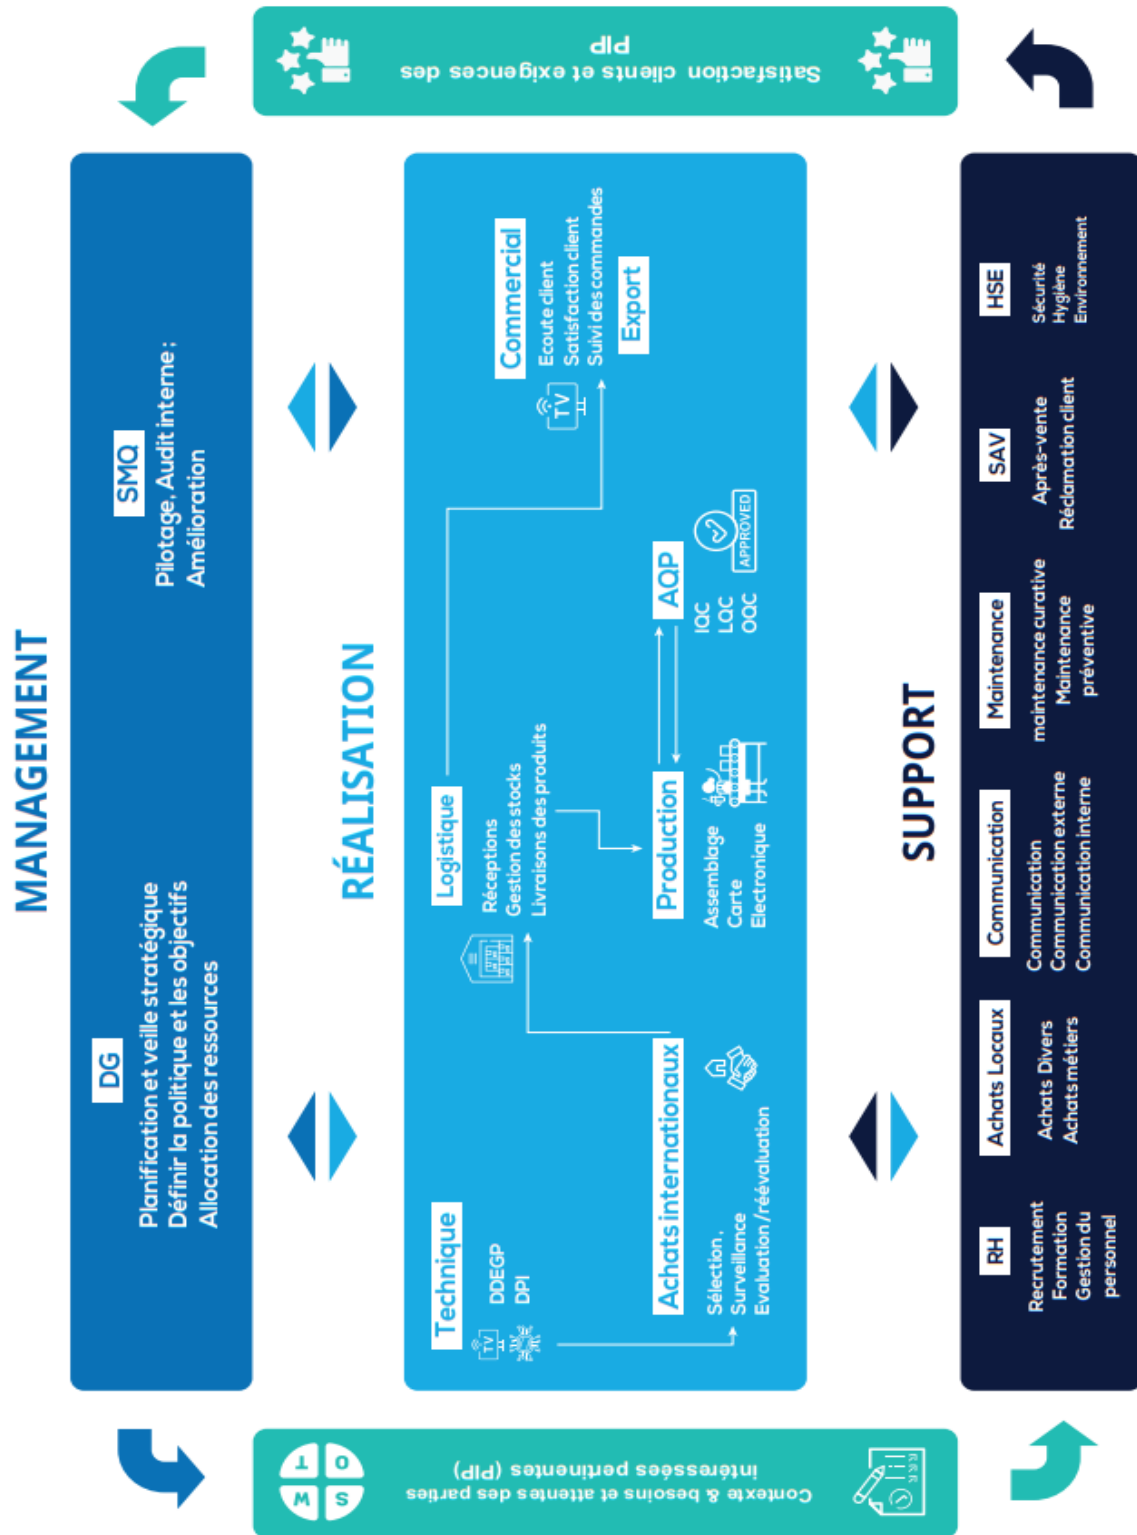 MANAGEMENT
DG
Planification et veille stratégique
Définir la politique et les objectifs
Allocation des ressources
SMQ
Pilotage, Audit interne ;
Amélioration
Contexte & besoins et attentes des parties
intéressées pertinentes (PIP)
S
W
O
T
RÉALISATION
Technique
TV
DDEGP
DPI
Achats internationaux
Sélection ,
Surveillance
Evaluation /réévaluation
Logistique
Réceptions
Gestion des stocks
Livraisons des produits
Production
Assemblage
Carte
Electronique
AQP
IQC
LQC
OQC
APPROVED
Commercial
TV
Ecoute client
Satisfaction client
Suivi des commandes
Export
Satisfaction clients et exigences des
PIP
SUPPORT
RH
Recrutement
Formation
Gestion du
personnel
Achats Locaux
Achats Divers
Achats métiers
Communication
Communication
Communication externe
Communication interne
Maintenance
maintenance curative
Maintenance
préventive
SAV
Après-vente
Réclamation client
HSE
Sécurité
Hygiène
Environnement